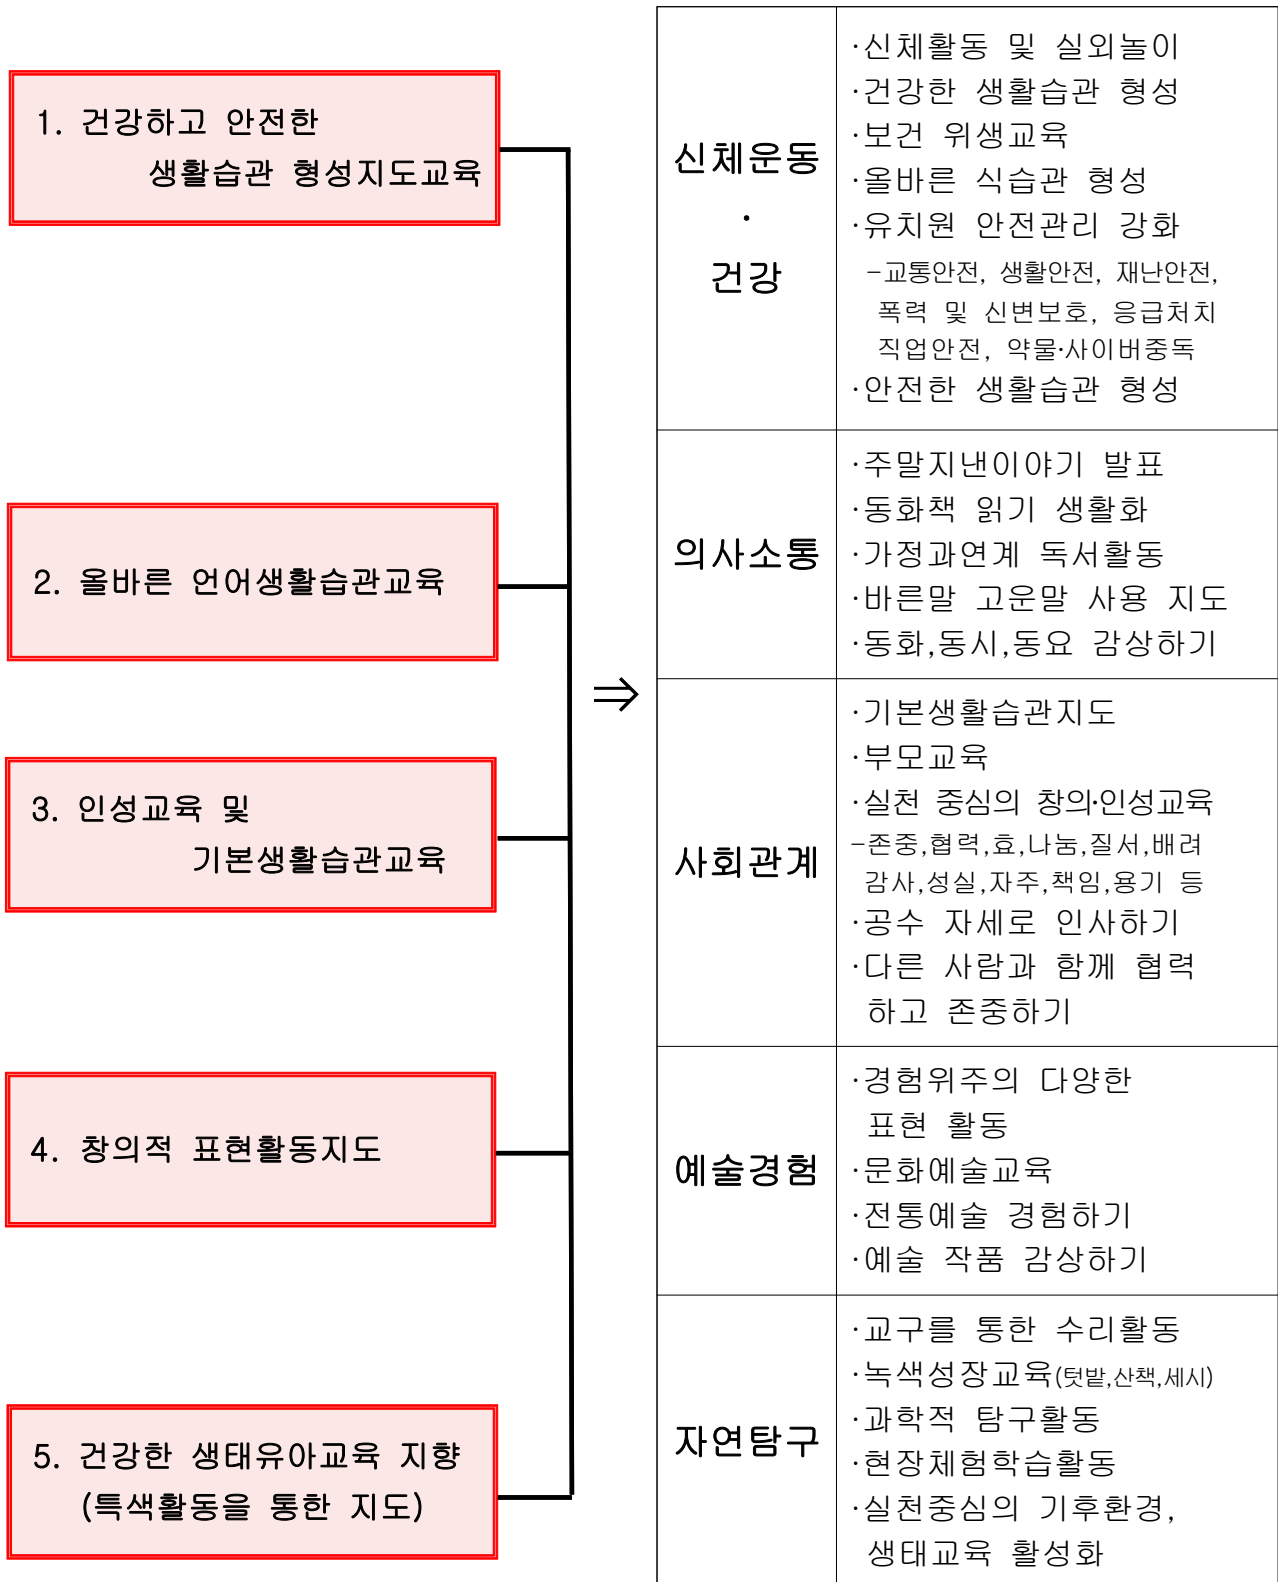 1. 건강하고 안전한
생활습관 형성지도교육
2. 올바른 언어생활습관교육
3. 인성교육 및
기본생활습관교육
4. 창의적 표현활동지도
5. 건강한 생태유아교육 지향
(특색활동을 통한 지도)
⇒
신체운동
·
건강
·신체활동 및 실외놀이
·건강한 생활습관 형성
·보건 위생교육
·올바른 식습관 형성
·유치원 안전관리 강화
-교통안전, 생활안전, 재난안전,
폭력 및 신변보호, 응급처치
직업안전, 약물·사이버중독
·안전한 생활습관 형성
의사소통
·주말지낸이야기 발표
·동화책 읽기 생활화
·가정과연계 독서활동
·바른말 고운말 사용 지도
·동화,동시,동요 감상하기
사회관계
·기본생활습관지도
·부모교육
·실천 중심의 창의·인성교육
-존중,협력,효,나눔,질서,배려
감사,성실,자주,책임,용기 등
·공수 자세로 인사하기
·다른 사람과 함께 협력
하고 존중하기
예술경험
·경험위주의 다양한
표현 활동
·문화예술교육
·전통예술 경험하기
·예술 작품 감상하기
자연탐구
·교구를 통한 수리활동
·녹색성장교육(텃밭,산책,세시)
·과학적 탐구활동
·현장체험학습활동
·실천중심의 기후환경,
생태교육 활성화